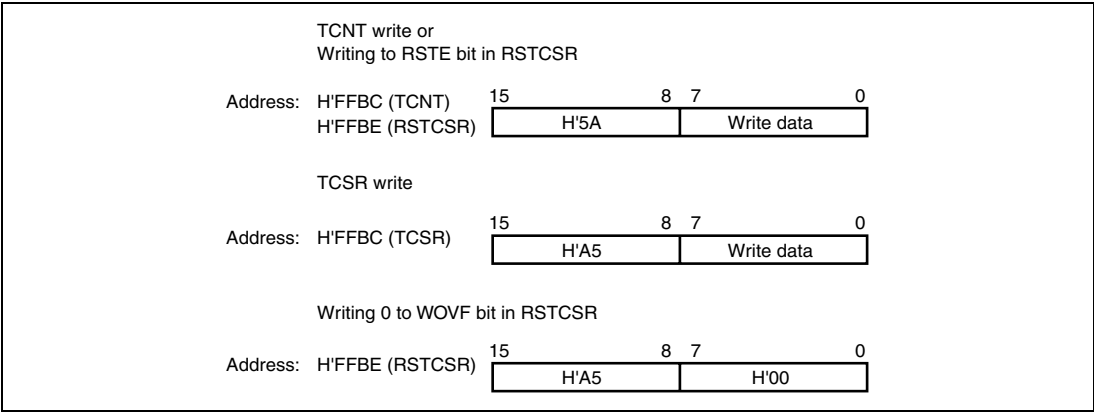 TCNT write or
Writing to RSTE bit in RSTCSR
15 8 7 0
Address: H'FFBC (TCNT)
H'FFBE (RSTCSR)
H'5A Write data
TCSR write
15 8 7 0
Address: H'FFBC (TCSR)
H'A5 Write data
Writing 0 to WOVF bit in RSTCSR
15 8 7 0
Address: H'FFBE (RSTCSR)
H'A5 H'00